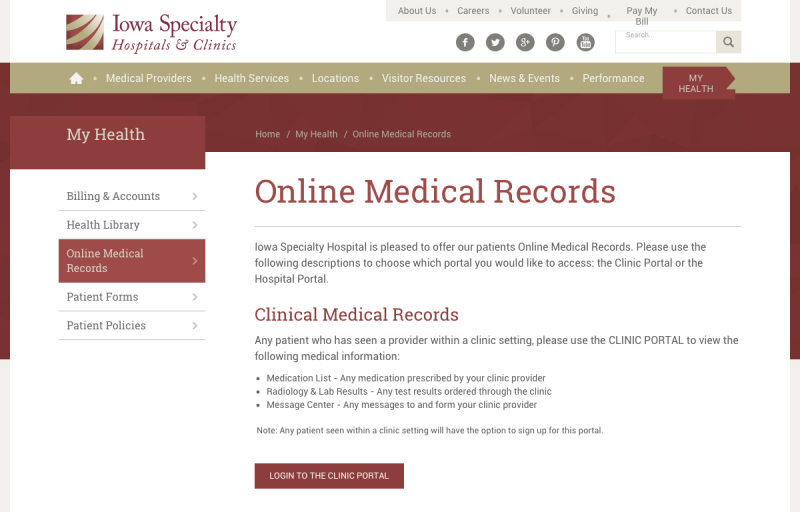 Iowa Specialty
Hospitals & Clinics
About Us • Careers • Volunteer • Giving • Pay My Bill • Contact Us
Search...
Medical Providers • Health Services • Locations • Visitor Resources • News & Events • Performance
MY
HEALTH
My Health
Home / My Health / Online Medical Records
Billing & Accounts
Health Library
Online Medical
Records
Patient Forms
Patient Policies
Online Medical Records
Iowa Specialty Hospital is pleased to offer our patients Online Medical Records. Please use the
following descriptions to choose which portal you would like to access: the Clinic Portal or the
Hospital Portal.
Clinical Medical Records
Any patient who has seen a provider within a clinic setting, please use the CLINIC PORTAL to view the
following medical information:
• Medication List - Any medication prescribed by your clinic provider
• Radiology & Lab Results - Any test results ordered through the clinic
• Message Center - Any messages to and form your clinic provider
Note: Any patient seen within a clinic setting will have the option to sign up for this portal.
LOGIN TO THE CLINIC PORTAL